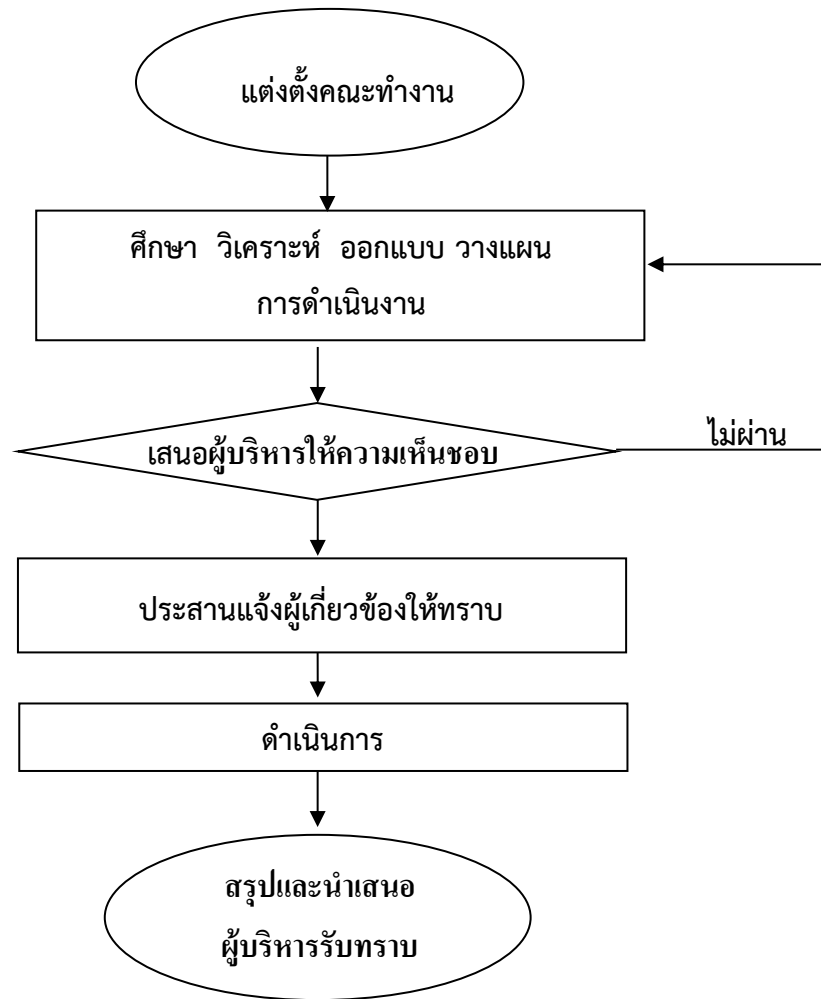 แต่งตั้งคณะทำงาน
ศึกษา วิเคราะห์ ออกแบบ วางแผน
การดำเนินงาน
เสนอผู้บริหารให้ความเห็นชอบ
ไม่ผ่าน
ประสานแจ้งผู้เกี่ยวข้องให้ทราบ
ดำเนินการ
สรุปและนำเสนอ
ผู้บริหารรับทราบ